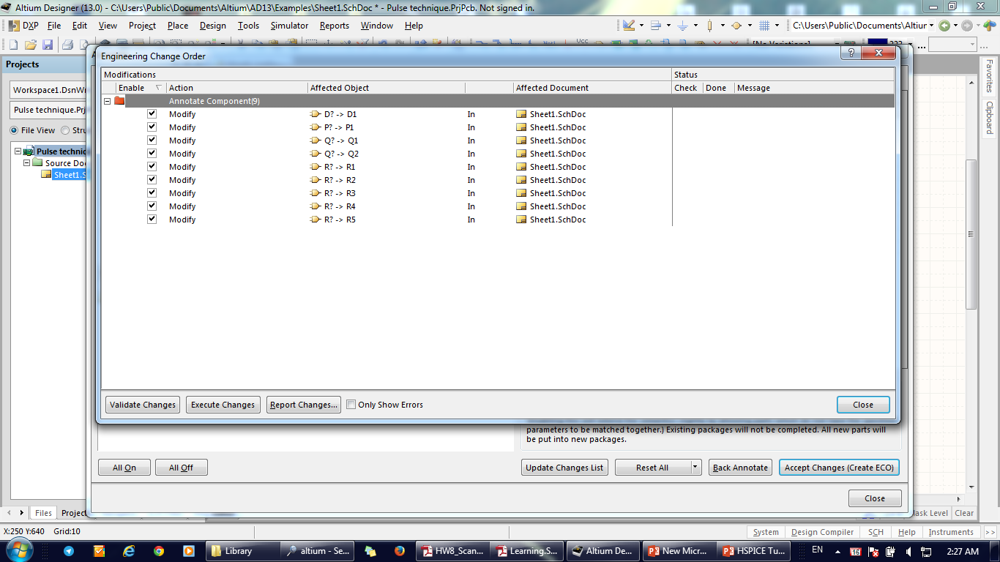 Altium Designer (13.0) - C:\Users\Public\Documents\Altium\AD13\Examples\Sheet1.SchDoc * - Pulse technique.PrjPcb. Not signed in.
DXP File Edit View Project Place Design Tools Simulator Reports Window Help C:\Users\Public\Documents\Altiur
Engineering Change Order
Projects
Modifications Status
Enable Action Affected Object Affected Document Check Done Message
Annotate Component(9)
Modify D? -> D1 In Sheet1.SchDoc
Modify P? -> P1 In Sheet1.SchDoc
Modify Q? -> Q1 In Sheet1.SchDoc
Modify Q? -> Q2 In Sheet1.SchDoc
Modify R? -> R1 In Sheet1.SchDoc
Modify R? -> R2 In Sheet1.SchDoc
Modify R? -> R3 In Sheet1.SchDoc
Modify R? -> R4 In Sheet1.SchDoc
Modify R? -> R5 In Sheet1.SchDoc
Workspace1.DsnWr
Pulse technique.Prj
File View Stru
Pulse techniq
Source Doc
Sheet1.S
Favorites
Clipboard
Validate Changes Execute Changes Report Changes... Only Show Errors Close
parameters to be matched together.) Existing packages will not be completed. All new parts will
be put into new packages.
All On All Off Update Changes List Reset All Back Annotate Accept Changes (Create ECO)
Close
Files Project Mask Level Clear
X:250 Y:640 Grid:10 System Design Compiler SCH Help Instruments >>
Library altium - Se... HW8_Scan... Learning.S... Altium De... New Micr... HSPICE Tu... EN 2:27 AM